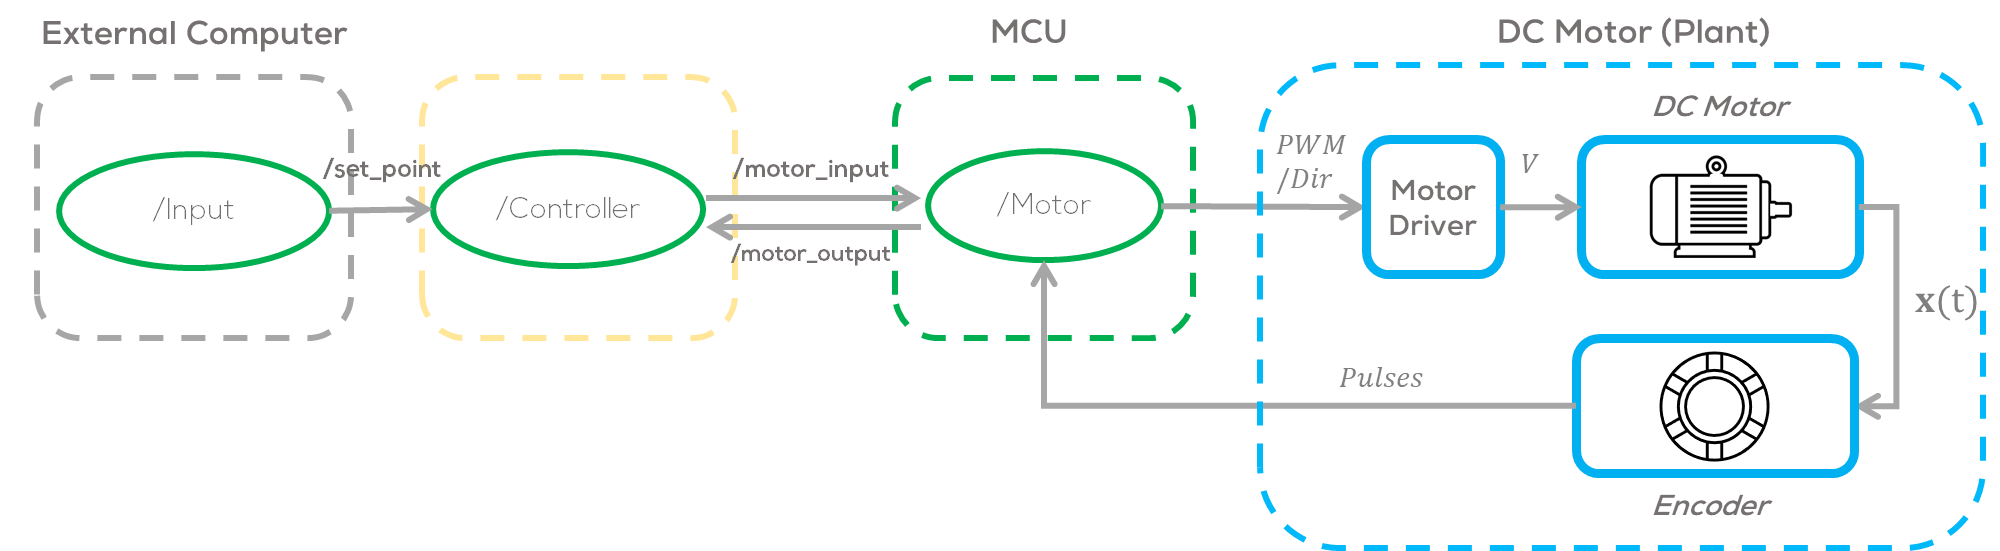 External Computer
MCU
DC Motor (Plant)
DC Motor
/set_point
/motor_input
PWM
/Dir
V
/Input
/Controller
/Motor
Motor
Driver
/motor_output
x(t)
Pulses
Encoder